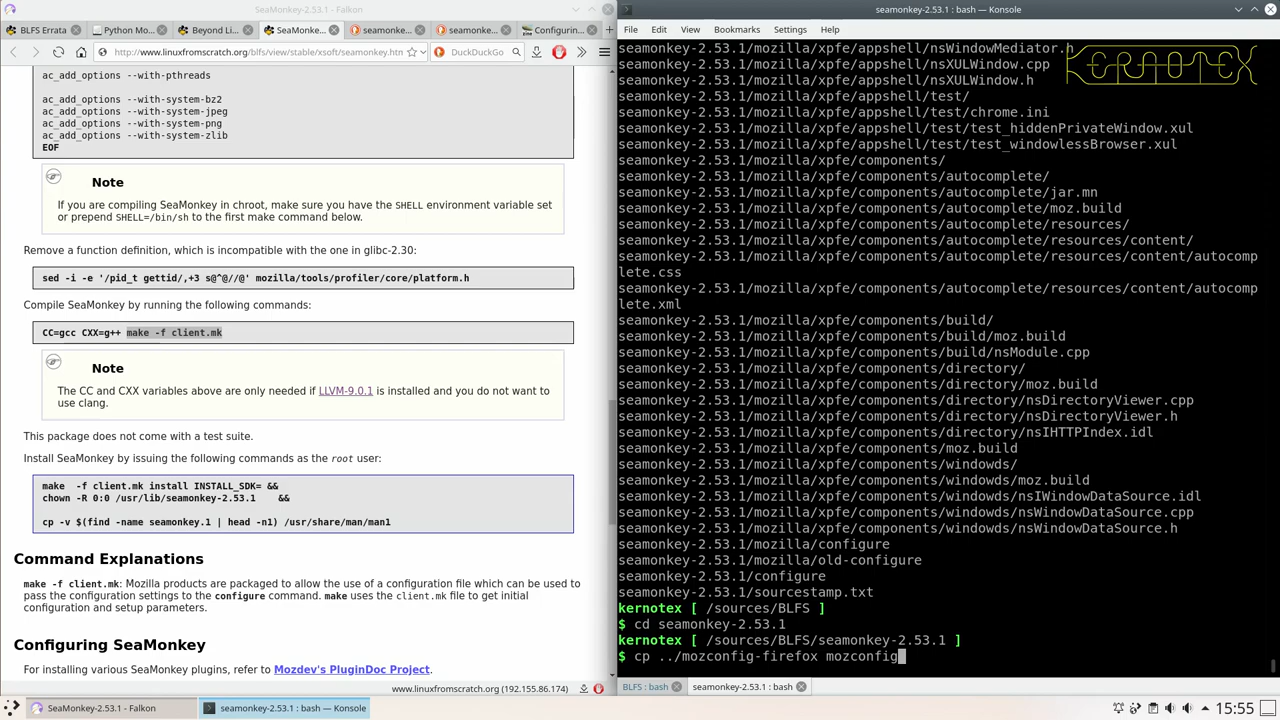 SeaMonkey-2.53.1 - Falkon
BLFS Errata
Python Mo...
Beyond Li...
SeaMonke...
seamonke...
seamonke...
Configurin...
http://www.linuxfromscratch.org/blfs/view/stable/xsoft/seamonkey.htm
DuckDuckGo
ac_add_options --with-pthreads
ac_add_options --with-system-bz2
ac_add_options --with-system-jpeg
ac_add_options --with-system-png
ac_add_options --with-system-zlib
EOF
Note
If you are compiling SeaMonkey in chroot, make sure you have the SHELL environment variable set
or prepend SHELL=/bin/sh to the first make command below.
Remove a function definition, which is incompatible with the one in glibc-2.30:
sed -i -e '/pid_t gettid/,+3 s@^@//@' mozilla/tools/profiler/core/platform.h
Compile SeaMonkey by running the following commands:
CC=gcc CXX=g++ make -f client.mk
Note
The CC and CXX variables above are only needed if LLVM-9.0.1 is installed and you do not want to
use clang.
This package does not come with a test suite.
Install SeaMonkey by issuing the following commands as the root user:
make  -f client.mk install INSTALL_SDK= &&
chown -R 0:0 /usr/lib/seamonkey-2.53.1    &&
cp -v $(find -name seamonkey.1 | head -n1) /usr/share/man/man1
Command Explanations
make -f client.mk: Mozilla products are packaged to allow the use of a configuration file which can be used to
pass the configuration settings to the configure command. make uses the client.mk file to get initial
configuration and setup parameters.
Configuring SeaMonkey
For installing various SeaMonkey plugins, refer to Mozdev's PluginDoc Project.
www.linuxfromscratch.org (192.155.86.174)
seamonkey-2.53.1 : bash — Konsole
File Edit View Bookmarks Settings Help
KERNOTEX
seamonkey-2.53.1/mozilla/xpfe/appshell/nsWindowMediator.h
seamonkey-2.53.1/mozilla/xpfe/appshell/nsXULWindow.cpp
seamonkey-2.53.1/mozilla/xpfe/appshell/nsXULWindow.h
seamonkey-2.53.1/mozilla/xpfe/appshell/test/
seamonkey-2.53.1/mozilla/xpfe/appshell/test/chrome.ini
seamonkey-2.53.1/mozilla/xpfe/appshell/test/test_hiddenPrivateWindow.xul
seamonkey-2.53.1/mozilla/xpfe/appshell/test/test_windowlessBrowser.xul
seamonkey-2.53.1/mozilla/xpfe/components/
seamonkey-2.53.1/mozilla/xpfe/components/autocomplete/
seamonkey-2.53.1/mozilla/xpfe/components/autocomplete/jar.mn
seamonkey-2.53.1/mozilla/xpfe/components/autocomplete/moz.build
seamonkey-2.53.1/mozilla/xpfe/components/autocomplete/resources/
seamonkey-2.53.1/mozilla/xpfe/components/autocomplete/resources/content/
seamonkey-2.53.1/mozilla/xpfe/components/autocomplete/resources/content/autocomp
lete.css
seamonkey-2.53.1/mozilla/xpfe/components/autocomplete/resources/content/autocomp
lete.xml
seamonkey-2.53.1/mozilla/xpfe/components/build/
seamonkey-2.53.1/mozilla/xpfe/components/build/moz.build
seamonkey-2.53.1/mozilla/xpfe/components/build/nsModule.cpp
seamonkey-2.53.1/mozilla/xpfe/components/directory/
seamonkey-2.53.1/mozilla/xpfe/components/directory/moz.build
seamonkey-2.53.1/mozilla/xpfe/components/directory/nsDirectoryViewer.cpp
seamonkey-2.53.1/mozilla/xpfe/components/directory/nsDirectoryViewer.h
seamonkey-2.53.1/mozilla/xpfe/components/directory/nsIHTTPIndex.idl
seamonkey-2.53.1/mozilla/xpfe/components/moz.build
seamonkey-2.53.1/mozilla/xpfe/components/windowds/
seamonkey-2.53.1/mozilla/xpfe/components/windowds/moz.build
seamonkey-2.53.1/mozilla/xpfe/components/windowds/nsIWindowDataSource.idl
seamonkey-2.53.1/mozilla/xpfe/components/windowds/nsWindowDataSource.cpp
seamonkey-2.53.1/mozilla/xpfe/components/windowds/nsWindowDataSource.h
seamonkey-2.53.1/mozilla/configure
seamonkey-2.53.1/mozilla/old-configure
seamonkey-2.53.1/configure
seamonkey-2.53.1/sourcestamp.txt
kernotex [ /sources/BLFS ]
$ cd seamonkey-2.53.1
kernotex [ /sources/BLFS/seamonkey-2.53.1 ]
$ cp ../mozconfig-firefox mozconfig
BLFS : bash
seamonkey-2.53.1 : bash
SeaMonkey-2.53.1 - Falkon
seamonkey-2.53.1 : bash — Konsole
15:55